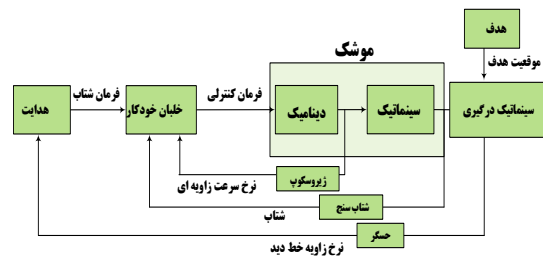 هدف
موقعیت هدف
موشک
سینماتیک درگیری
سینماتیک
دینامیک
فرمان کنترلی
خلبان خودکار
فرمان شتاب
هدایت
ژیروسکوپ
نرخ سرعت زاویه ای
شتاب سنج
شتاب
حسگر
نرخ زاویه خط دید